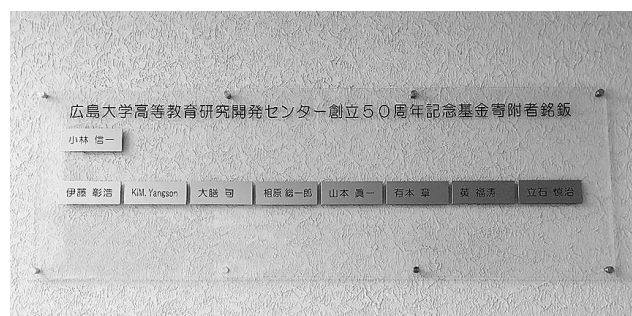 広島大学高等教育研究開発センター創立50周年記念基金寄附者銘鈑
小林 信一
伊藤 彰浩 KiM. Yangson 大膳 司 相原 総一郎 山本 眞一 有本 章 黄 福涛 立石 慎治